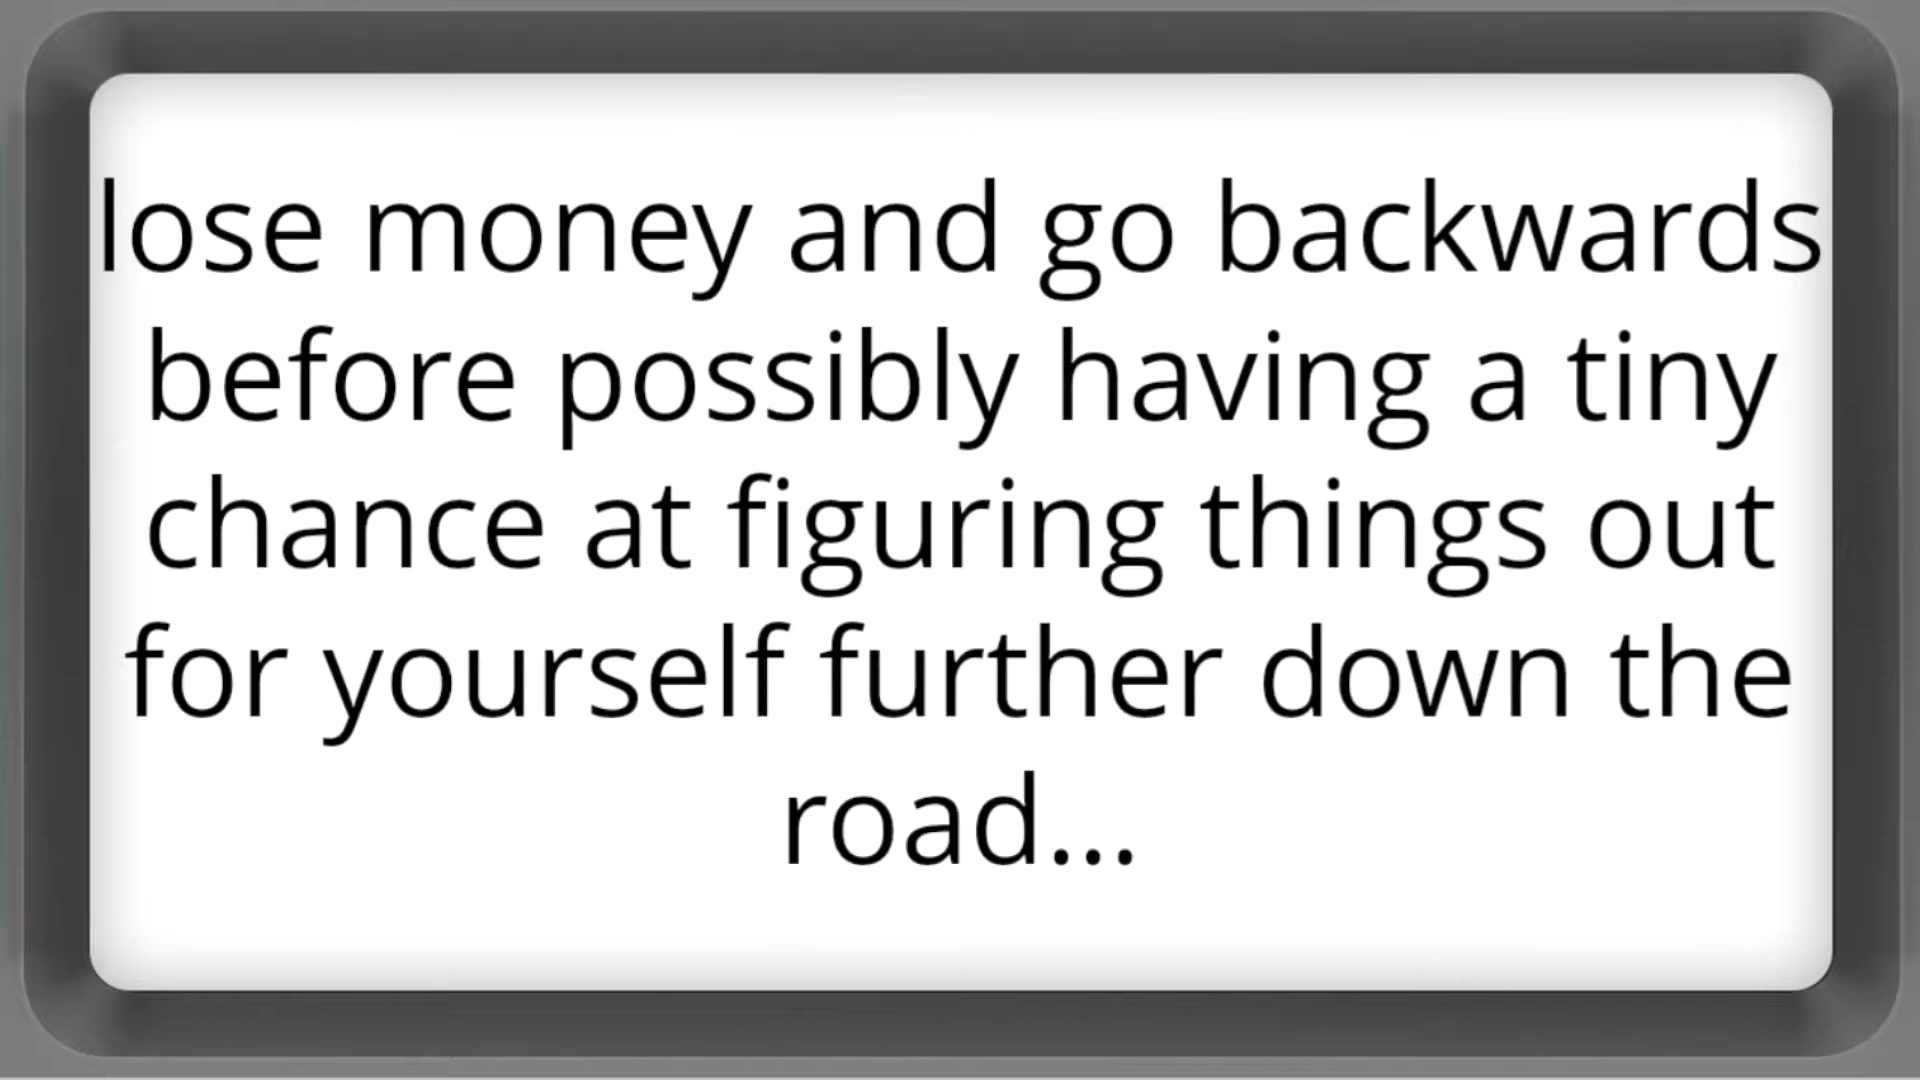 lose money and go backwards
before possibly having a tiny
chance at figuring things out
for yourself further down the
road...